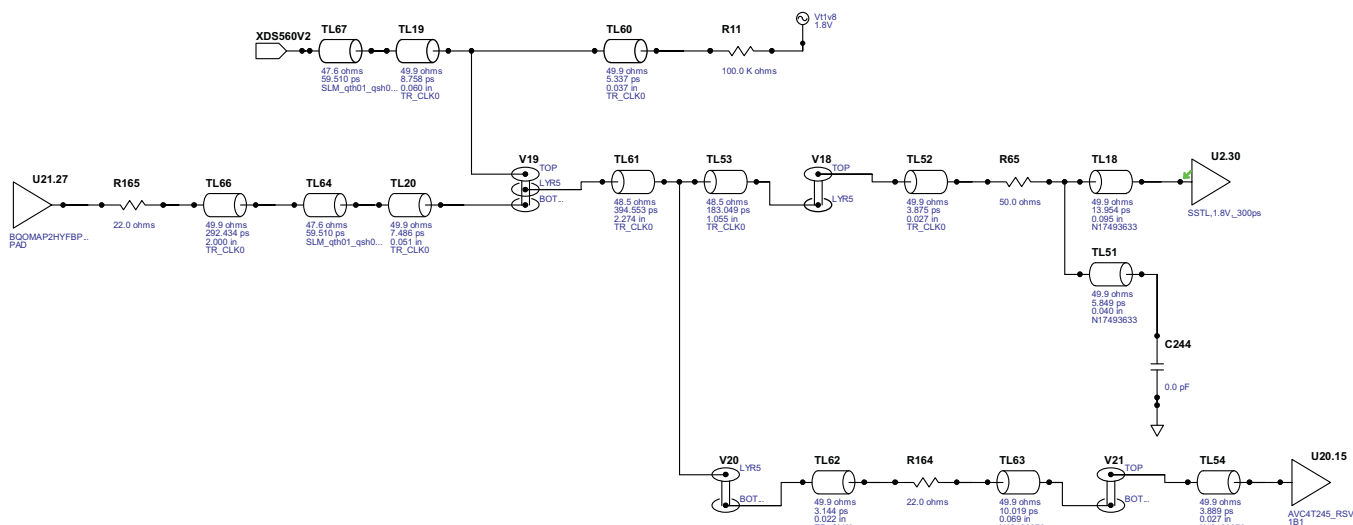 Vt1v8
1.8V
XDS560V2
TL67
47.6 ohms
59.510 ps
SLM_qth01_qsh0...
TL19
49.9 ohms
8.758 ps
0.060 in
TR_CLK0
TL60
49.9 ohms
5.337 ps
0.037 in
TR_CLK0
R11
100.0 K ohms
U21.27
BQOMAP2HYFBP...
PAD
R165
22.0 ohms
TL66
49.9 ohms
292.434 ps
2.000 in
TR_CLK0
TL64
47.6 ohms
59.510 ps
SLM_qth01_qsh0...
TL20
49.9 ohms
7.486 ps
0.051 in
TR_CLK0
V19
TOP
LYR5
BOT...
TL61
48.5 ohms
394.553 ps
2.274 in
TR_CLK0
TL53
48.5 ohms
183.049 ps
1.055 in
TR_CLK0
V18
TOP
LYR5
TL52
49.9 ohms
3.875 ps
0.027 in
TR_CLK0
R65
50.0 ohms
TL18
49.9 ohms
13.954 ps
0.095 in
N17493633
U2.30
SSTL,1.8V,_300ps
TL51
49.9 ohms
5.849 ps
0.040 in
N17493633
C244
0.0 pF
V20
LYR5
BOT...
TL62
49.9 ohms
3.144 ps
0.022 in
R164
22.0 ohms
TL63
49.9 ohms
10.019 ps
0.069 in
V21
TOP
BOT...
TL54
49.9 ohms
3.889 ps
0.027 in
U20.15
AVC4T245_RSV
1B1